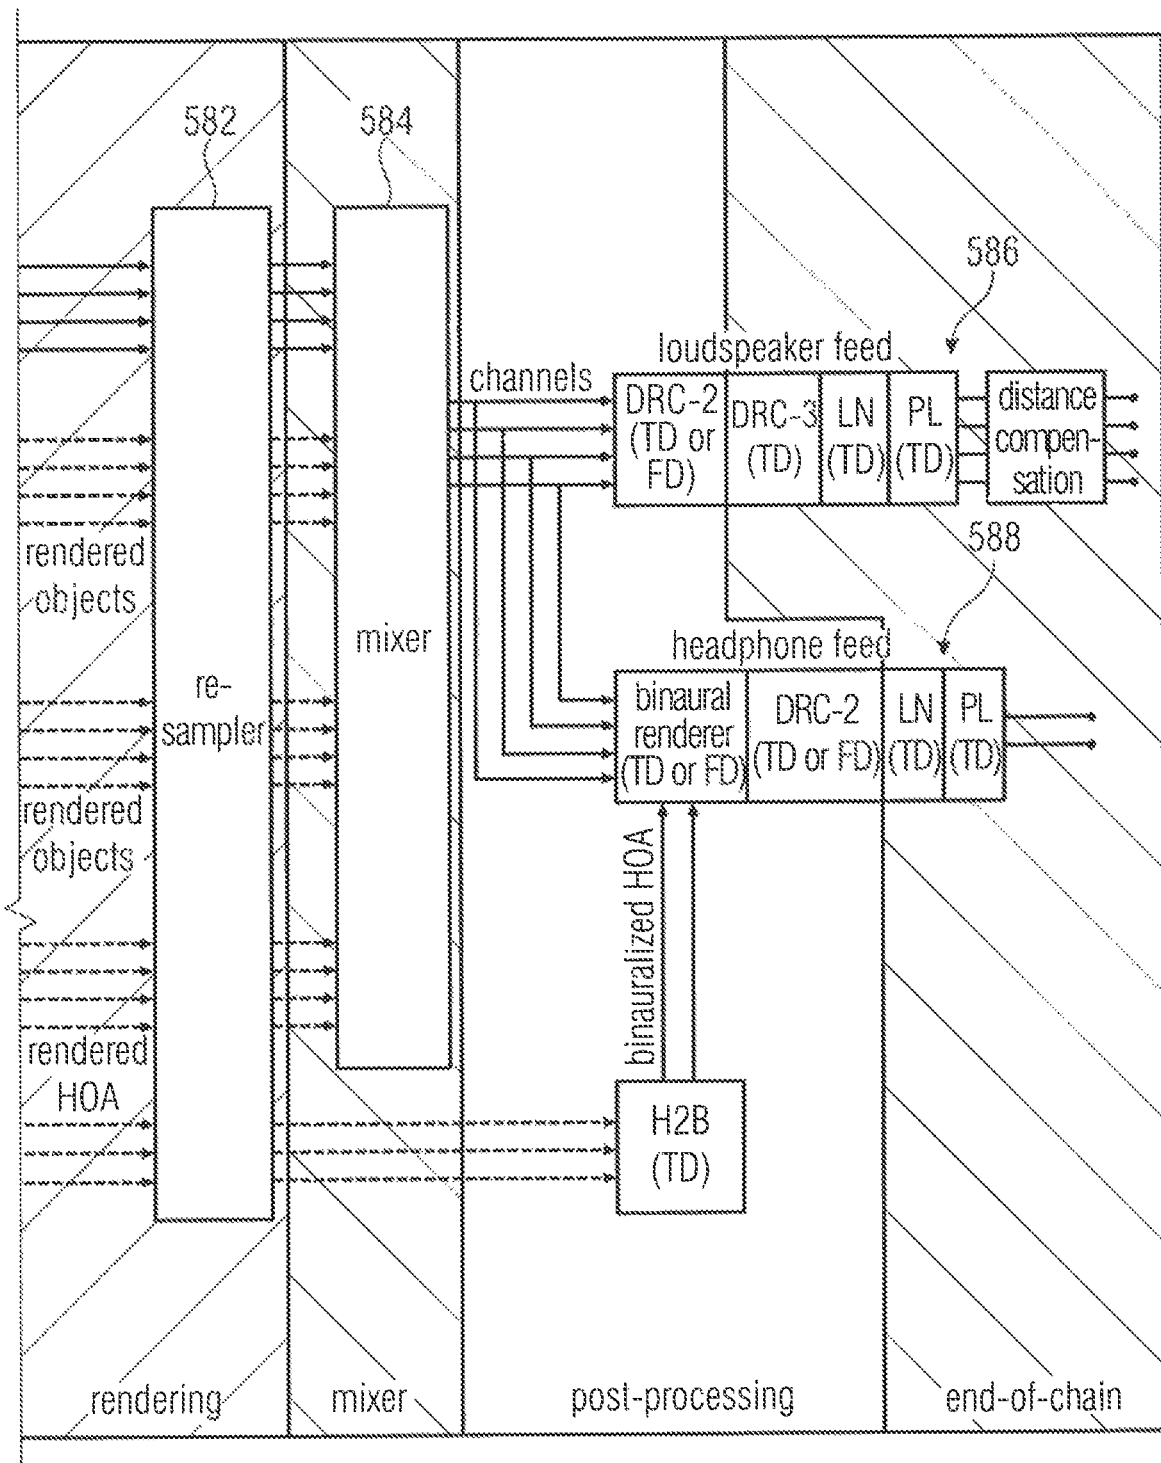 582
584
586
loudspeaker feed
channels
DRC-2
(TD or
FD)
DRC-3
(TD)
LN
(TD)
PL
(TD)
distance
compen-
sation
588
rendered
objects
mixer
headphone feed
re-
sampler
binaural
renderer
(TD or FD)
DRC-2
(TD or FD)
LN
(TD)
PL
(TD)
rendered
objects
binauralized HOA
rendered
HOA
H2B
(TD)
rendering
mixer
post-processing
end-of-chain